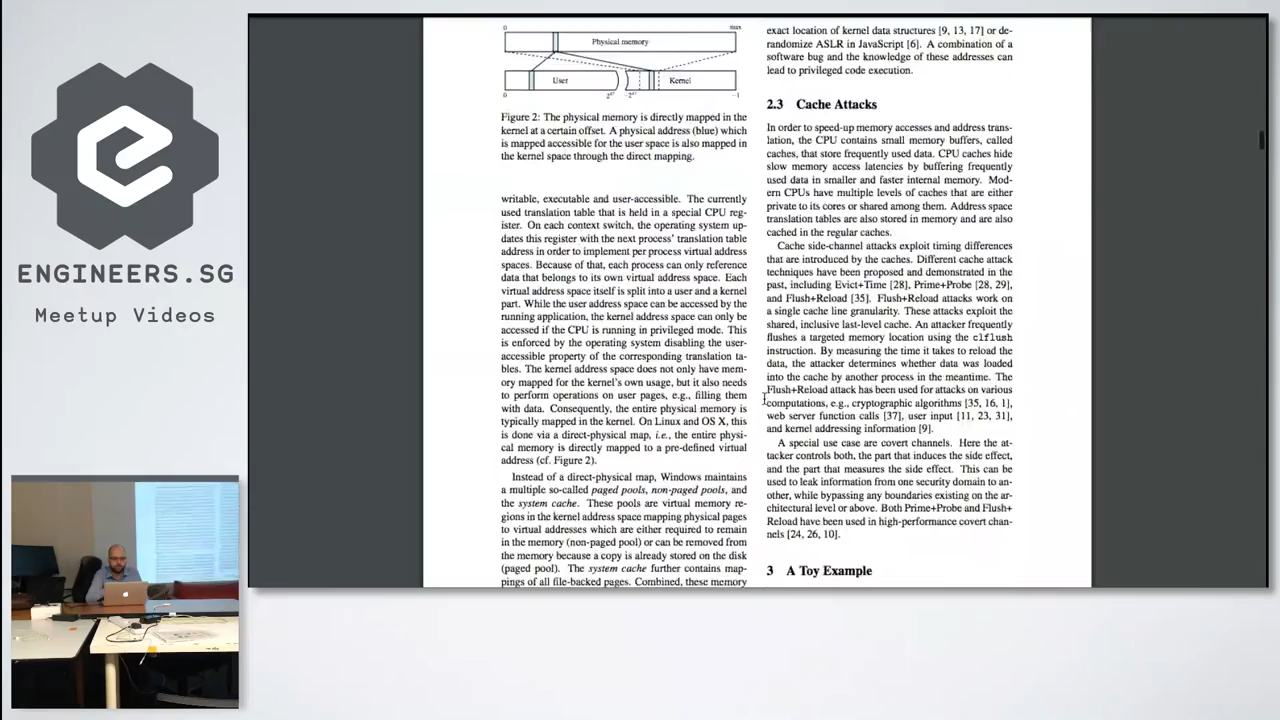 ENGINEERS.SG
Meetup Videos
0
max
Physical memory
User
Kernel
0
2^47
-2^47
-1
Figure 2: The physical memory is directly mapped in the
kernel at a certain offset. A physical address (blue) which
is mapped accessible for the user space is also mapped in
the kernel space through the direct mapping.
writable, executable and user-accessible. The currently
used translation table that is held in a special CPU reg-
ister. On each context switch, the operating system up-
dates this register with the next process' translation table
address in order to implement per process virtual address
spaces. Because of that, each process can only reference
data that belongs to its own virtual address space. Each
virtual address space itself is split into a user and a kernel
part. While the user address space can be accessed by the
running application, the kernel address space can only be
accessed if the CPU is running in privileged mode. This
is enforced by the operating system disabling the user-
accessible property of the corresponding translation ta-
bles. The kernel address space does not only have mem-
ory mapped for the kernel's own usage, but it also needs
to perform operations on user pages, e.g., filling them
with data. Consequently, the entire physical memory is
typically mapped in the kernel. On Linux and OS X, this
is done via a direct-physical map, i.e., the entire physi-
cal memory is directly mapped to a pre-defined virtual
address (cf. Figure 2).
Instead of a direct-physical map, Windows maintains
a multiple so-called paged pools, non-paged pools, and
the system cache. These pools are virtual memory re-
gions in the kernel address space mapping physical pages
to virtual addresses which are either required to remain
in the memory (non-paged pool) or can be removed from
the memory because a copy is already stored on the disk
(paged pool). The system cache further contains map-
pings of all file-backed pages. Combined, these memory
exact location of kernel data structures [9, 13, 17] or de-
randomize ASLR in JavaScript [6]. A combination of a
software bug and the knowledge of these addresses can
lead to privileged code execution.
2.3 Cache Attacks
In order to speed-up memory accesses and address trans-
lation, the CPU contains small memory buffers, called
caches, that store frequently used data. CPU caches hide
slow memory access latencies by buffering frequently
used data in smaller and faster internal memory. Mod-
ern CPUs have multiple levels of caches that are either
private to its cores or shared among them. Address space
translation tables are also stored in memory and are also
cached in the regular caches.
Cache side-channel attacks exploit timing differences
that are introduced by the caches. Different cache attack
techniques have been proposed and demonstrated in the
past, including Evict+Time [28], Prime+Probe [28, 29],
and Flush+Reload [35]. Flush+Reload attacks work on
a single cache line granularity. These attacks exploit the
shared, inclusive last-level cache. An attacker frequently
flushes a targeted memory location using the clflush
instruction. By measuring the time it takes to reload the
data, the attacker determines whether data was loaded
into the cache by another process in the meantime. The
Flush+Reload attack has been used for attacks on various
computations, e.g., cryptographic algorithms [35, 16, 1],
web server function calls [37], user input [11, 23, 31],
and kernel addressing information [9].
A special use case are covert channels. Here the at-
tacker controls both, the part that induces the side effect,
and the part that measures the side effect. This can be
used to leak information from one security domain to an-
other, while bypassing any boundaries existing on the ar-
chitectural level or above. Both Prime+Probe and Flush+
Reload have been used in high-performance covert chan-
nels [24, 26, 10].
3 A Toy Example